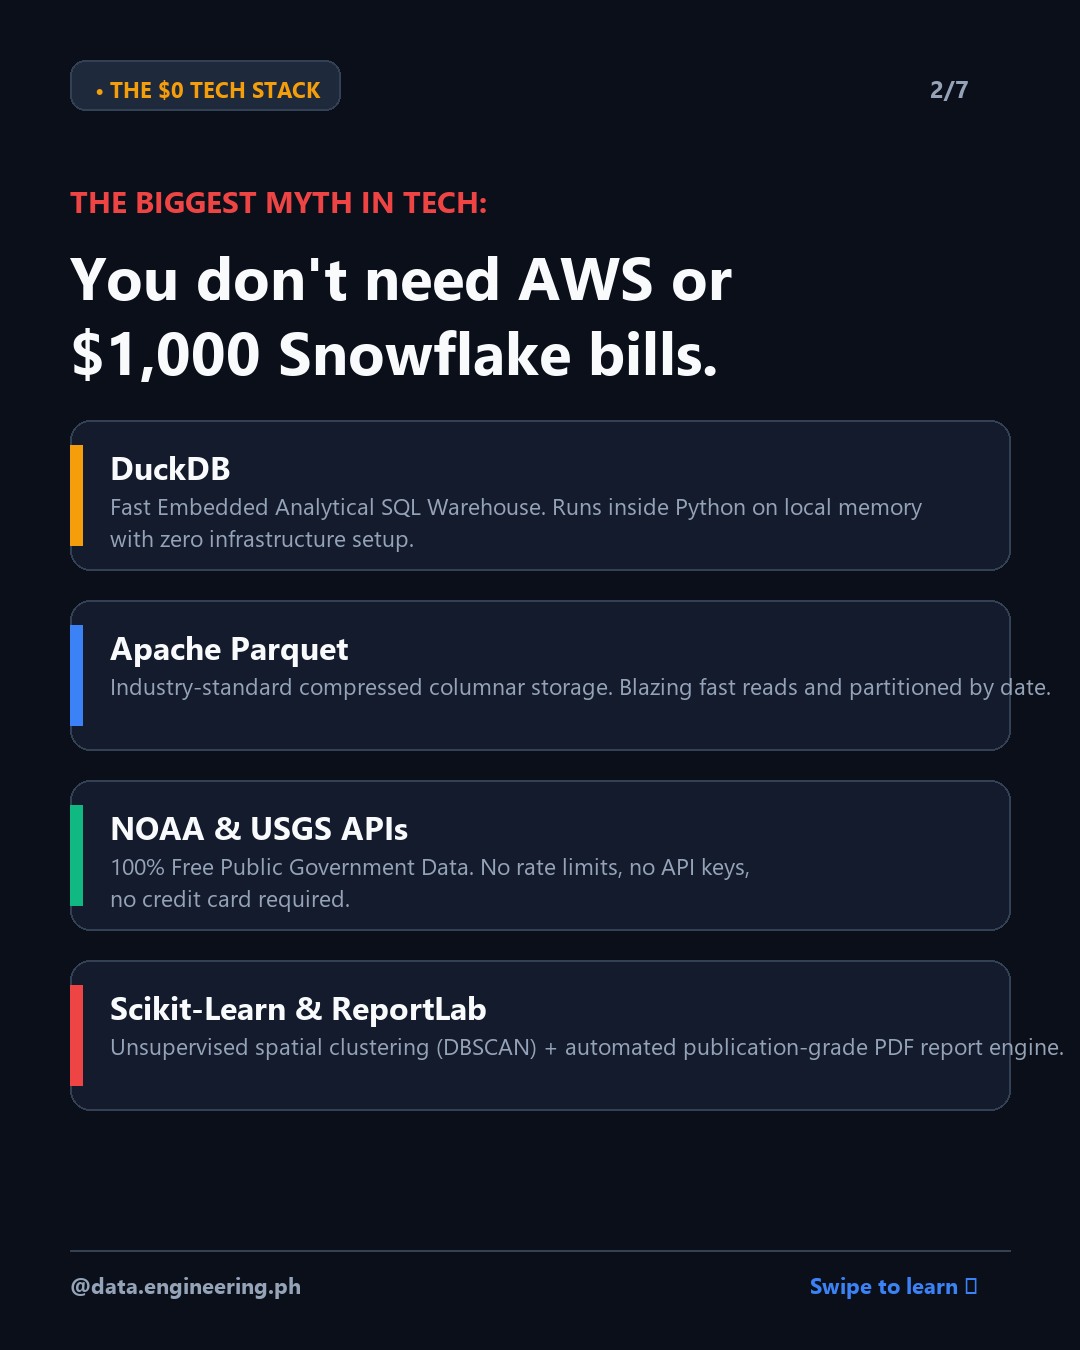 • THE $0 TECH STACK
2/7
THE BIGGEST MYTH IN TECH:
You don't need AWS or
$1,000 Snowflake bills.
DuckDB
Fast Embedded Analytical SQL Warehouse. Runs inside Python on local memory
with zero infrastructure setup.
Apache Parquet
Industry-standard compressed columnar storage. Blazing fast reads and partitioned by date.
NOAA & USGS APIs
100% Free Public Government Data. No rate limits, no API keys,
no credit card required.
Scikit-Learn & ReportLab
Unsupervised spatial clustering (DBSCAN) + automated publication-grade PDF report engine.
@data.engineering.ph
Swipe to learn